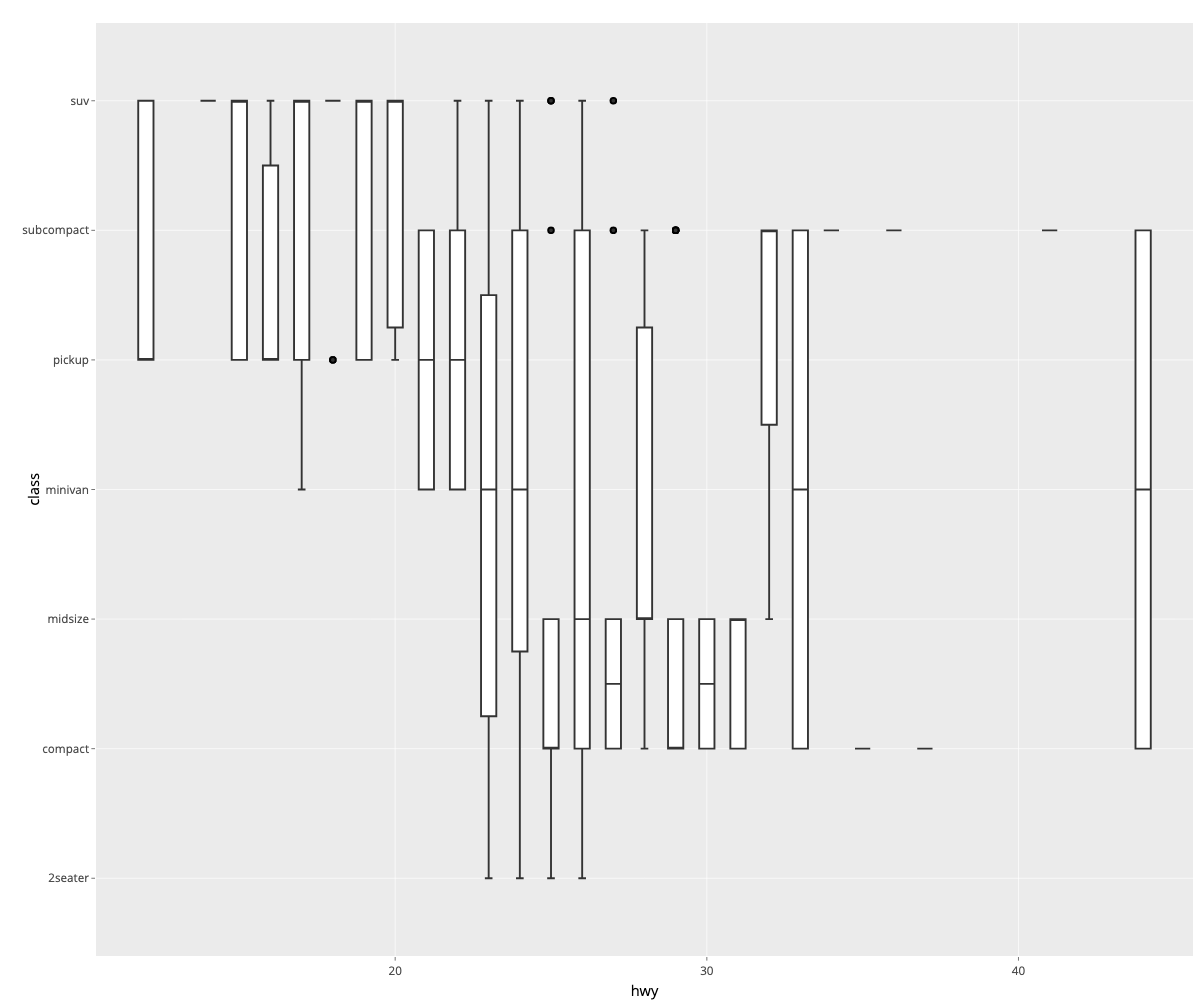 suv
subcompact
pickup
minivan
midsize
compact
2seater
class
20
30
40
hwy